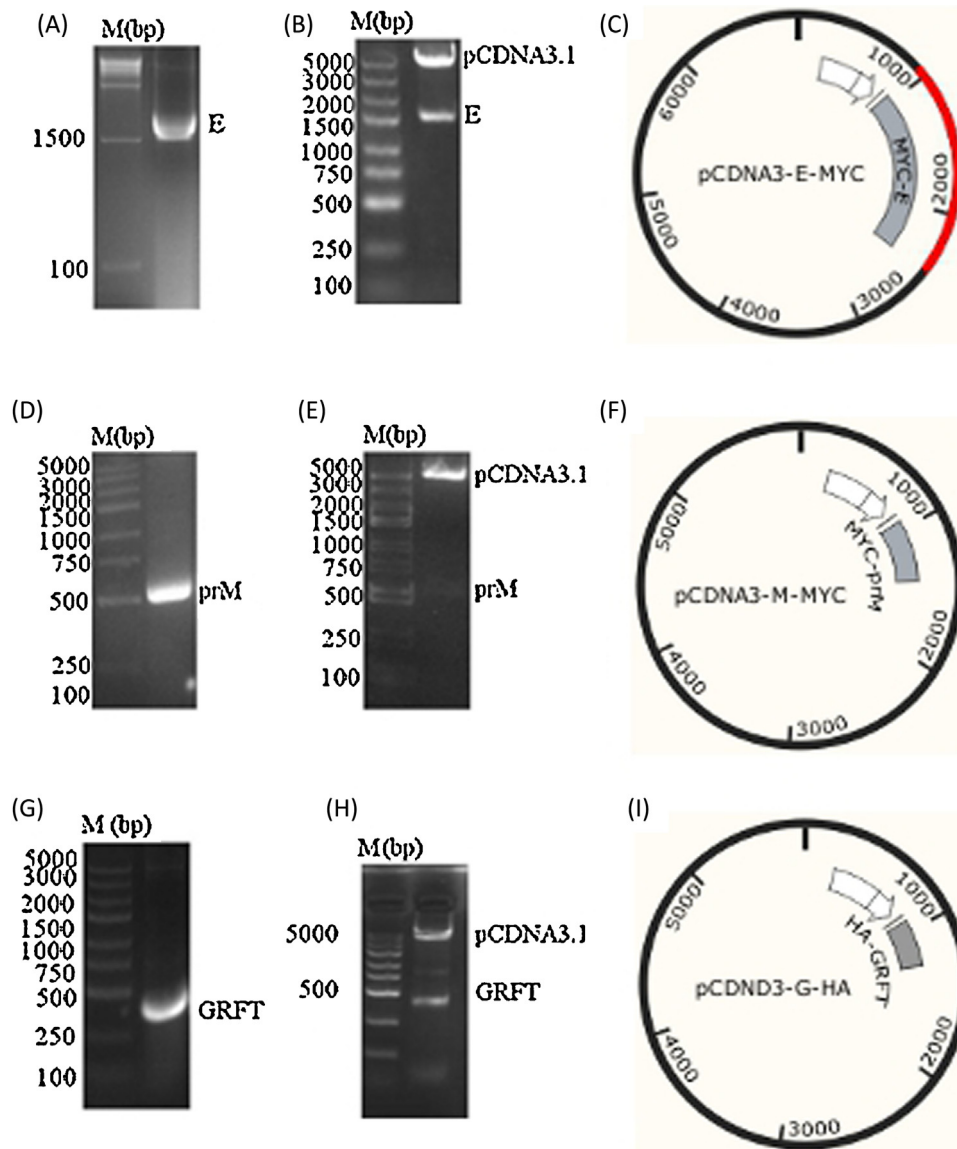 (A)
M(bp)
1500
100
E
(B)
M(bp)
5000
3000
2000
1500
1000
750
500
250
100
pCDNA3.1
E
(C)
1000
2000
3000
4000
5000
6000
MYC-E
pCDNA3-E-MYC
(D)
M(bp)
5000
3000
2000
1500
1000
750
500
250
100
prM
(E)
M(bp)
5000
3000
2000
1500
1000
750
500
250
100
pCDNA3.1
prM
(F)
1000
2000
3000
4000
5000
MYC-prM
pCDNA3-M-MYC
(G)
M (bp)
5000
3000
2000
1500
1000
750
500
250
100
GRFT
(H)
M(bp)
5000
500
pCDNA3.1
GRFT
(I)
1000
2000
3000
4000
5000
HA-GRFT
pCDND3-G-HA